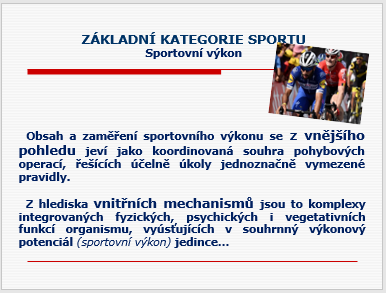 ZÁKLADNÍ KATEGORIE SPORTU
Sportovní výkon
Obsah a zaměření sportovního výkonu se z vnějšího
pohledu jeví jako koordinovaná souhra pohybových
operací, řešících účelně úkoly jednoznačně vymezené
pravidly.
Z hlediska vnitřních mechanismů jsou to komplexy
integrovaných fyzických, psychických i vegetativních
funkcí organismu, vyúsťujících v souhrnný výkonový
potenciál (sportovní výkon) jedince...